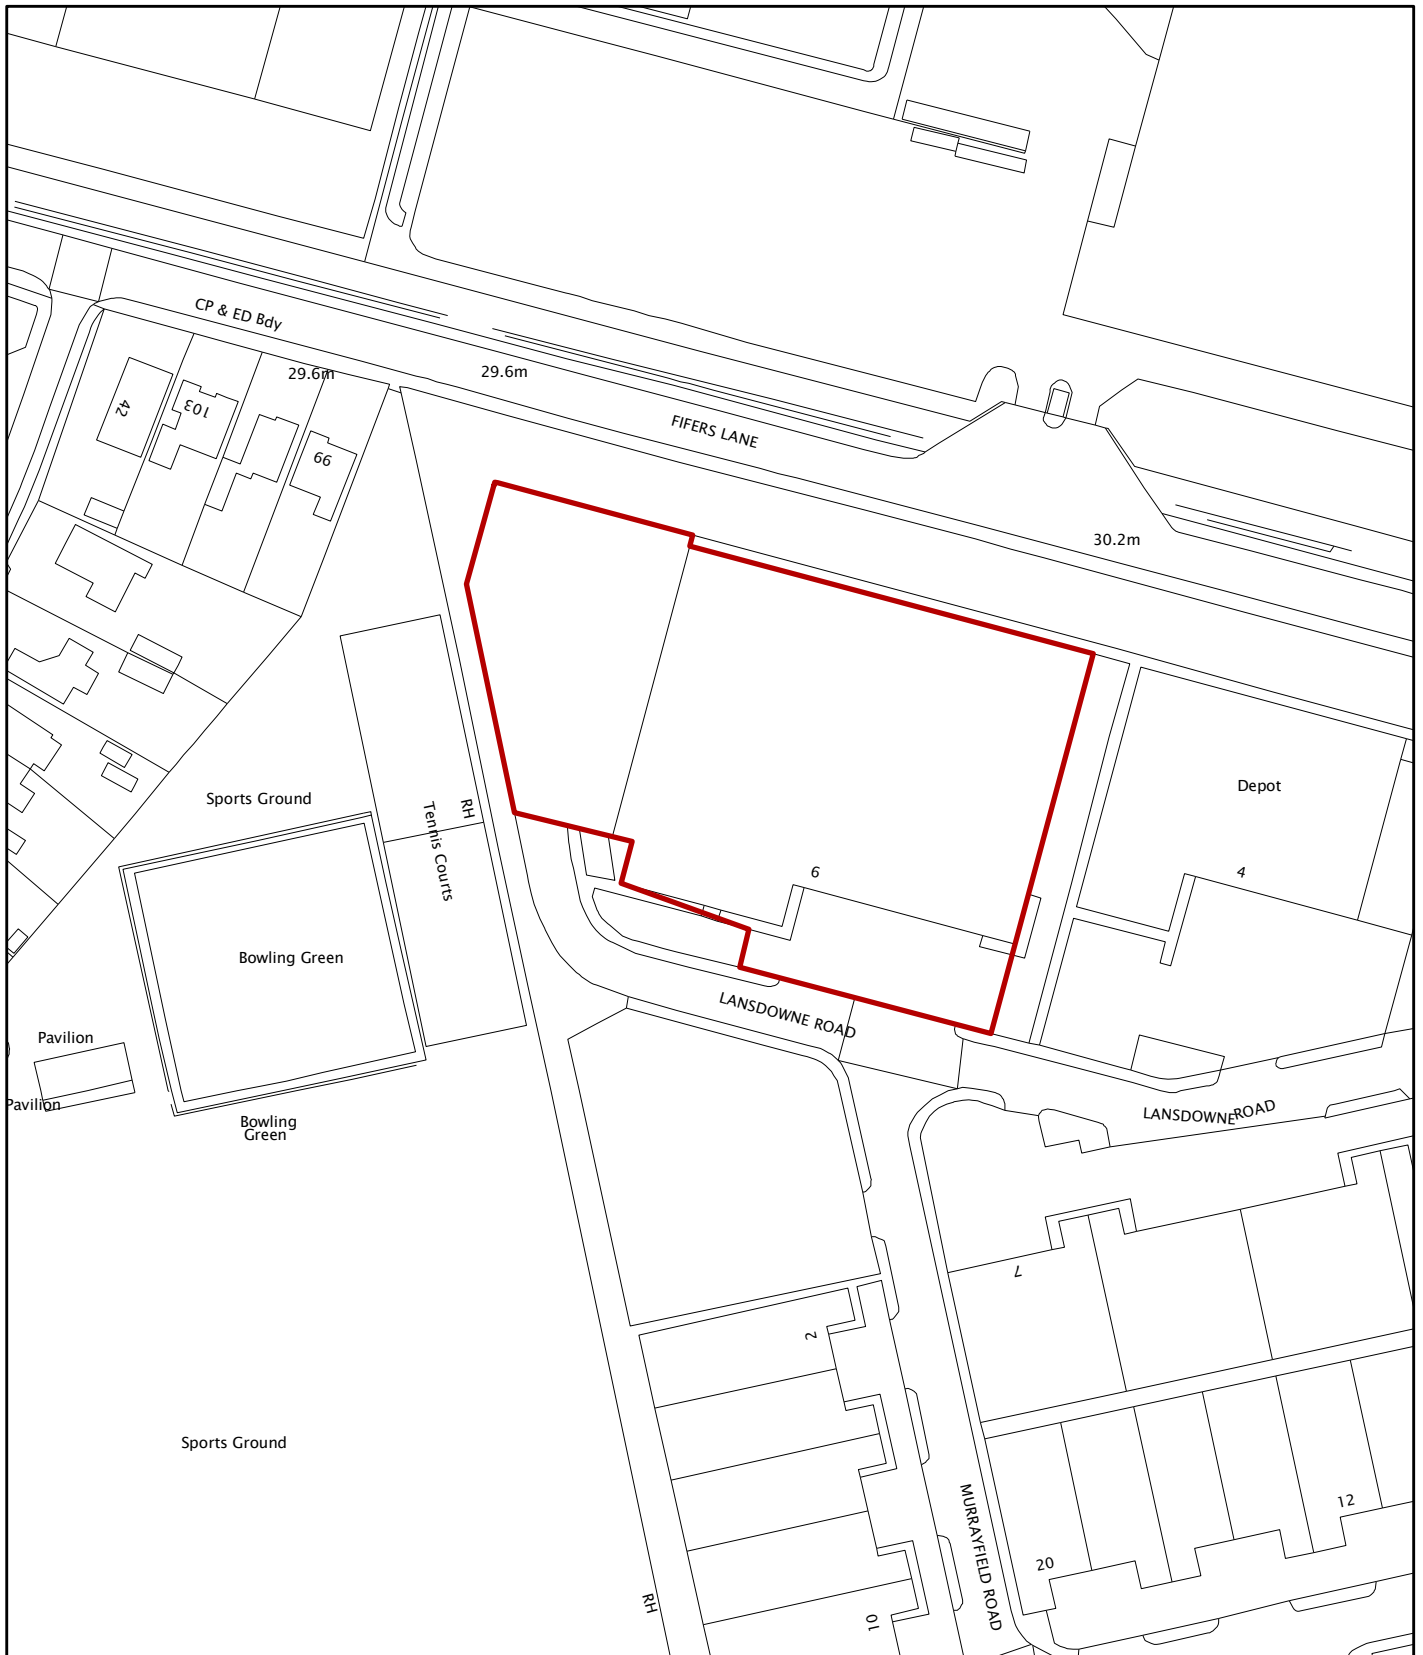 CP & ED Bdy
29.6m
29.6m
42
103
99
FIFERS LANE
30.2m
Sports Ground
RH
Tennis Courts
Depot
6
4
Bowling Green
LANSDOWNE ROAD
Pavilion
Pavilion
Bowling
Green
LANSDOWNE ROAD
7
2
Sports Ground
MURRAYFIELD ROAD
12
20
RH
10